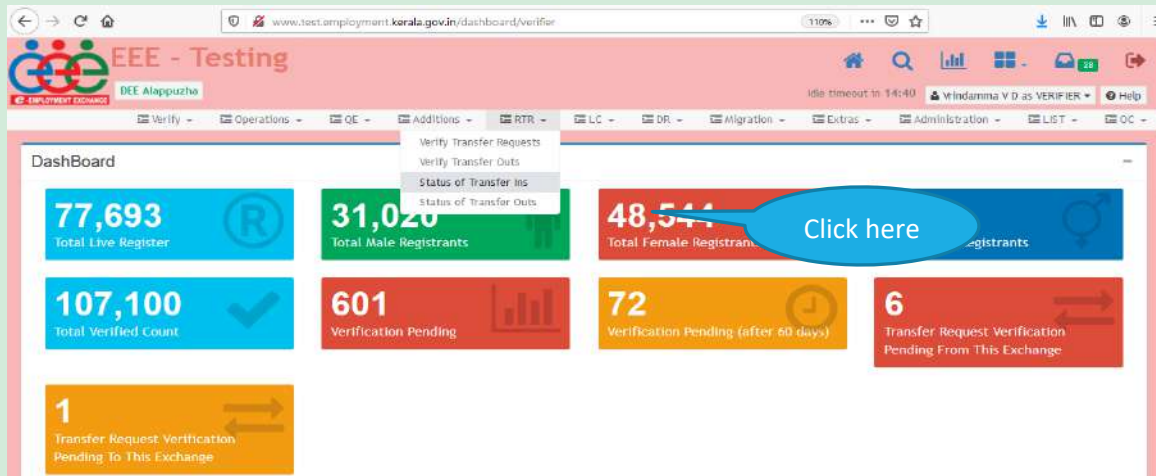 www.test.employment.kerala.gov.in/dashboard/verifier
110%
eee
E-EMPLOYMENT EXCHANGE
EEE - Testing
DEE Alappuzha
28
Idle timeout in 14:40
Vrindamma V D as VERIFIER
Help
Verify
Operations
QE
Additions
RTR
LC
DR
Migration
Extras
Administration
LIST
OC
Verify Transfer Requests
Verify Transfer Outs
Status of Transfer Ins
Status of Transfer Outs
DashBoard
77,693
Total Live Register
R
31,020
Total Male Registrants
48,544
Total Female Registrants
Click here
Registrants
107,100
Total Verified Count
601
Verification Pending
72
Verification Pending (after 60 days)
6
Transfer Request Verification
Pending From This Exchange
1
Transfer Request Verification
Pending To This Exchange